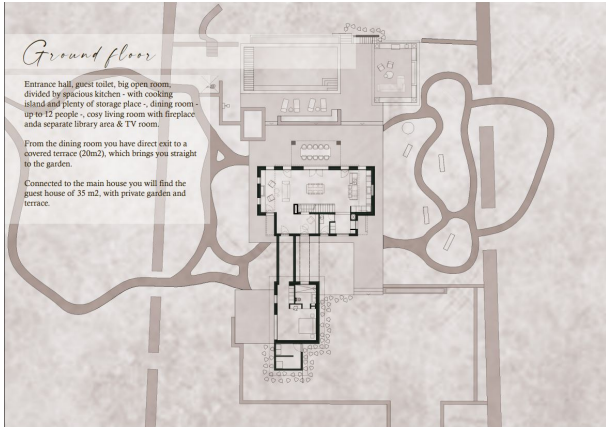 Ground floor
Entrance hall, guest toilet, big open room,
divided by spacious kitchen - with cooking
island and plenty of storage place -, dining room -
up to 12 people -, cosy living room with fireplace
anda separate library area & TV room.
From the dining room you have direct exit to a
covered terrace (20m2), which brings you straight
to the garden.
Connected to the main house you will find the
guest house of 35 m2, with private garden and
terrace.